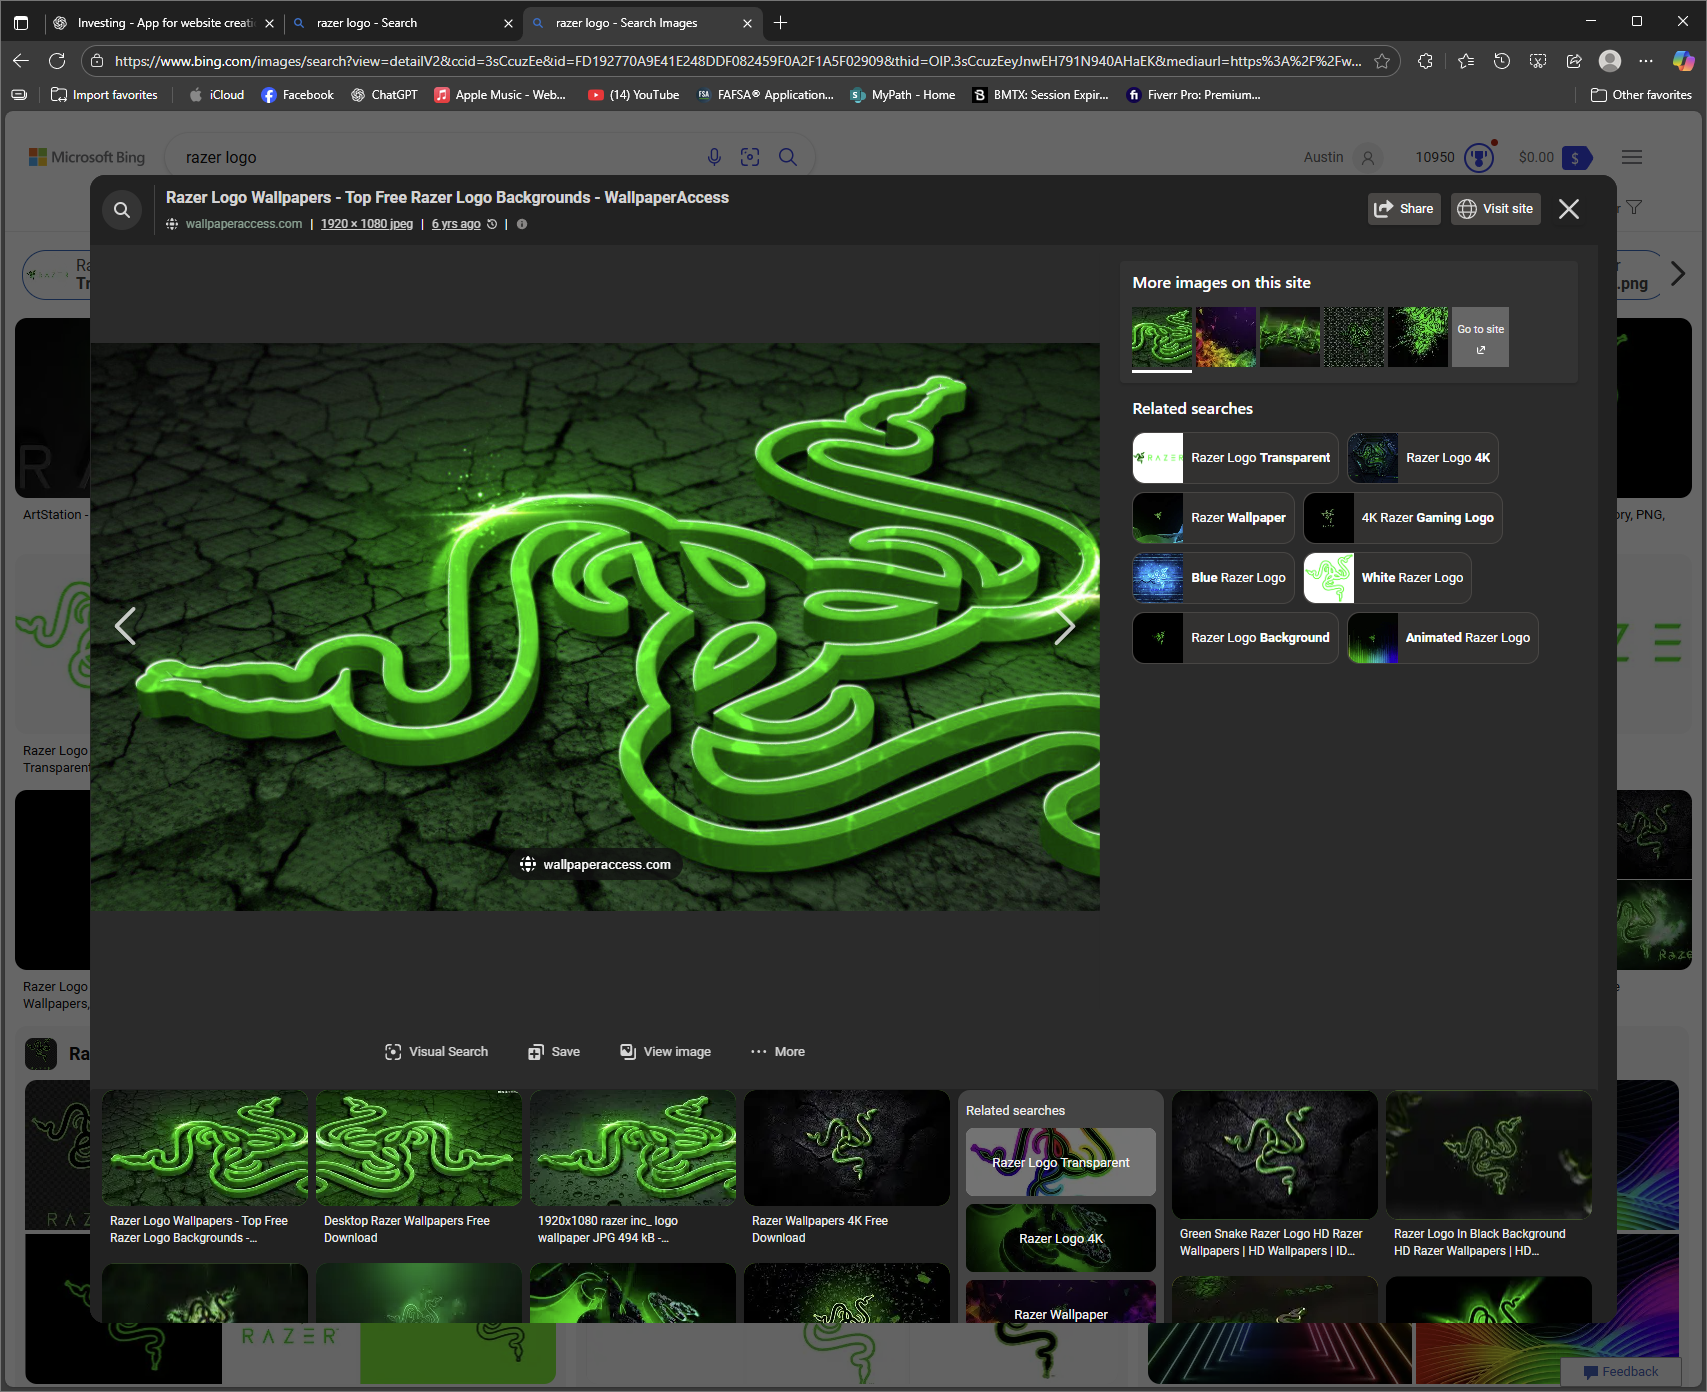 Investing - App for website creati
razer logo - Search
razer logo - Search Images
https://www.bing.com/images/search?view=detailV2&ccid=3sCcuzEe&id=FD192770A9E41E248DDF082459F0A2F1A5F02909&thid=OIP.3sCcuzEeyJnwEH791N940AHaEK&mediaurl=https%3A%2F%2Fw...
Import favorites
iCloud
Facebook
ChatGPT
Apple Music - Web...
(14) YouTube
FAFSA® Application...
MyPath - Home
BMTX: Session Expir...
Fiverr Pro: Premium...
Other favorites
Microsoft Bing
razer logo
Austin
10950
$0.00
Razer Logo Wallpapers - Top Free Razer Logo Backgrounds - WallpaperAccess
wallpaperaccess.com | 1920 × 1080 jpeg | 6 yrs ago |
Share
Visit site
.png
More images on this site
Go to site
Related searches
Razer Logo Transparent
Razer Logo 4K
Razer Wallpaper
4K Razer Gaming Logo
Blue Razer Logo
White Razer Logo
Razer Logo Background
Animated Razer Logo
ArtStation -
ory, PNG,
Razer Logo
Transparent
wallpaperaccess.com
Razer Logo
Wallpapers,
Ra
Visual Search
Save
View image
More
Razer Logo Wallpapers - Top Free
Razer Logo Backgrounds -...
Desktop Razer Wallpapers Free
Download
1920x1080 razer inc_ logo
wallpaper JPG 494 kB -...
Razer Wallpapers 4K Free
Download
Related searches
Razer Logo Transparent
Razer Logo 4K
Razer Wallpaper
Green Snake Razer Logo HD Razer
Wallpapers | HD Wallpapers | ID...
Razer Logo In Black Background
HD Razer Wallpapers | HD...
RAZER
Feedback